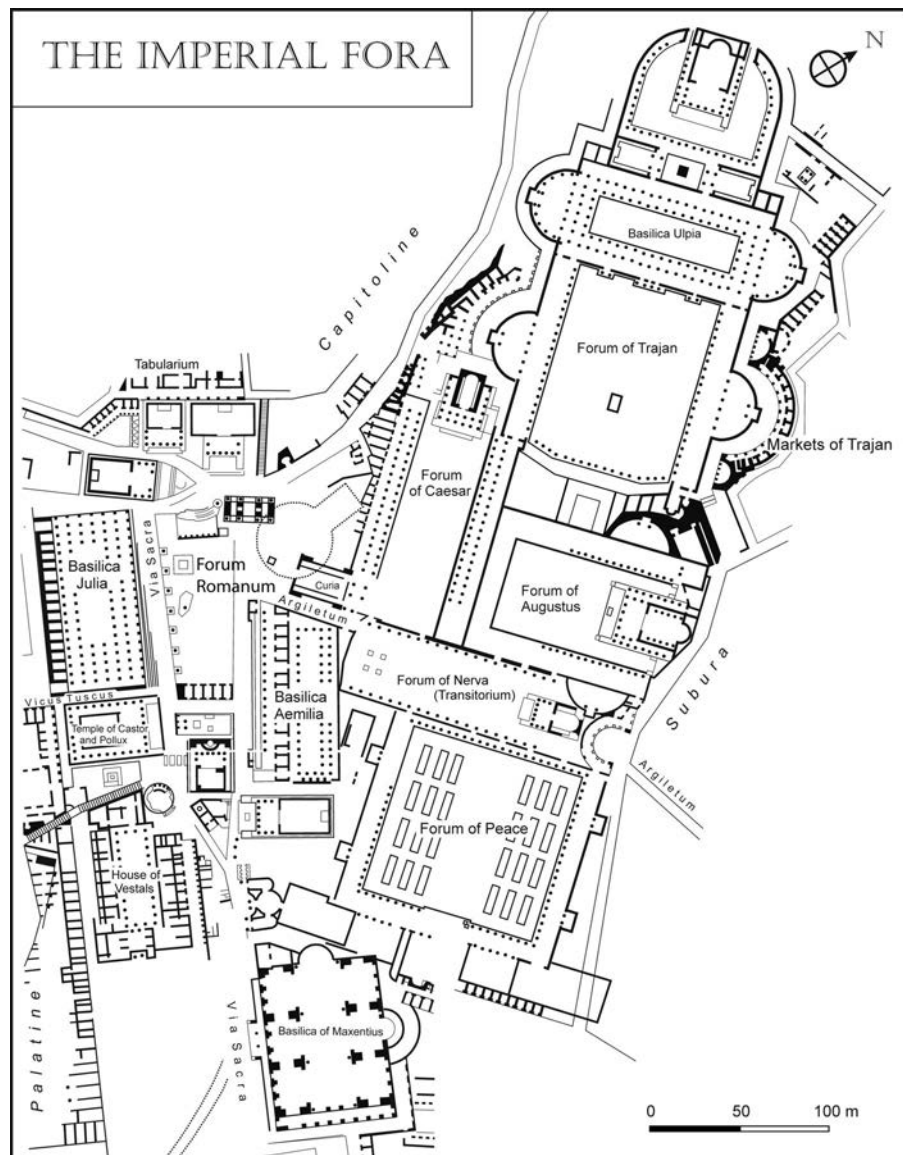 THE IMPERIAL FORA
N
Basilica Ulpia
Capitoline
Forum of Trajan
Tabularium
Markets of Trajan
Forum
of Caesar
Via Sacra
Basilica
Julia
Forum
Romanum
Curia
Forum of
Augustus
Argiletum
Subura
Forum of Nerva
(Transitorium)
Vicus Tuscus
Basilica
Aemilia
Temple of Castor
and Pollux
Argiletum
Forum of Peace
House of
Vestals
Palatine
Via Sacra
Basilica of Maxentius
0 50 100 m